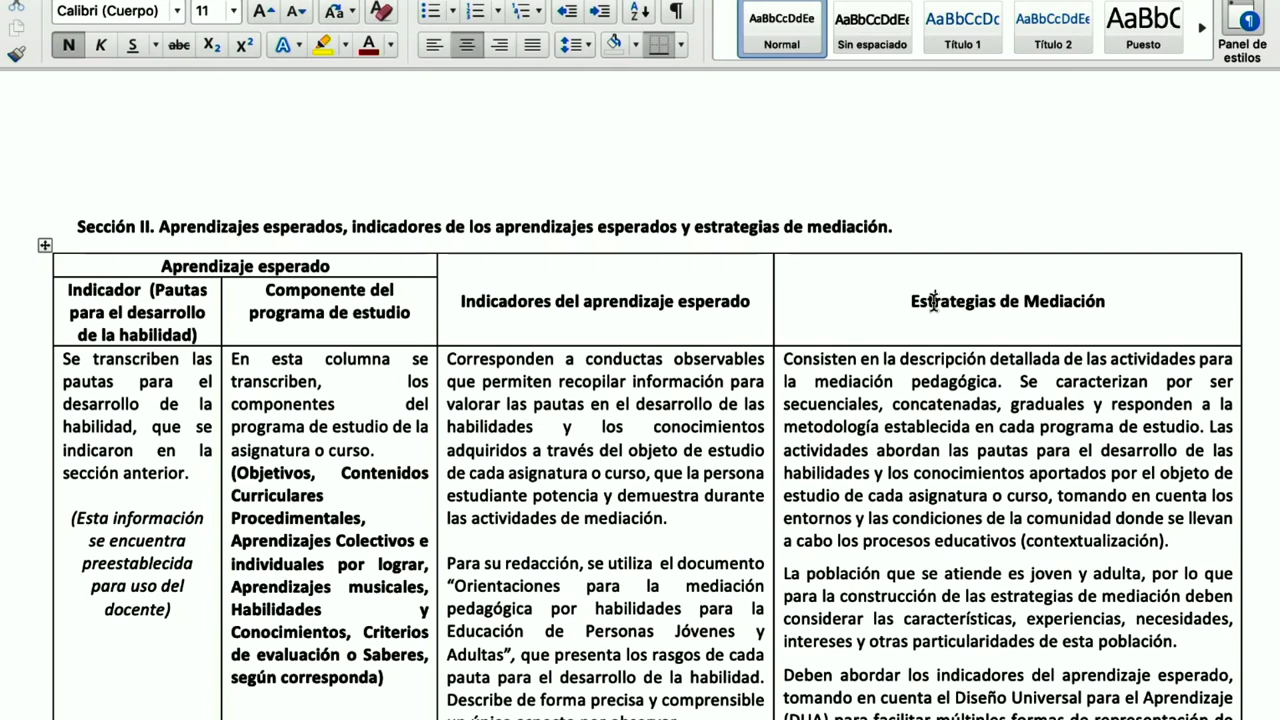 Calibri (Cuerpo)
11
N K S abc X₂ X²
AaBbCcDdEe
AaBbCcDdEe
AaBbCcDc
AaBbCcDdEe
AaBbC
Normal
Sin espaciado
Título 1
Título 2
Puesto
Panel de
estilos
Sección II. Aprendizajes esperados, indicadores de los aprendizajes esperados y estrategias de mediación.
Aprendizaje esperado
Indicador (Pautas
para el desarrollo
de la habilidad)
Componente del
programa de estudio
Indicadores del aprendizaje esperado
Estrategias de Mediación
Se transcriben las
pautas para el
desarrollo de la
habilidad, que se
indicaron en la
sección anterior.
(Esta información
se encuentra
preestablecida
para uso del
docente)
En esta columna se
transcriben, los
componentes del
programa de estudio de la
asignatura o curso.
(Objetivos, Contenidos
Curriculares
Procedimentales,
Aprendizajes Colectivos e
individuales por lograr,
Aprendizajes musicales,
Habilidades y
Conocimientos, Criterios
de evaluación o Saberes,
según corresponda)
Corresponden a conductas observables
que permiten recopilar información para
valorar las pautas en el desarrollo de las
habilidades y los conocimientos
adquiridos a través del objeto de estudio
de cada asignatura o curso, que la persona
estudiante potencia y demuestra durante
las actividades de mediación.
Para su redacción, se utiliza el documento
“Orientaciones para la mediación
pedagógica por habilidades para la
Educación de Personas Jóvenes y
Adultas”, que presenta los rasgos de cada
pauta para el desarrollo de la habilidad.
Describe de forma precisa y comprensible
un único aspecto por observar.
Consisten en la descripción detallada de las actividades para
la mediación pedagógica. Se caracterizan por ser
secuenciales, concatenadas, graduales y responden a la
metodología establecida en cada programa de estudio. Las
actividades abordan las pautas para el desarrollo de las
habilidades y los conocimientos aportados por el objeto de
estudio de cada asignatura o curso, tomando en cuenta los
entornos y las condiciones de la comunidad donde se llevan
a cabo los procesos educativos (contextualización).
La población que se atiende es joven y adulta, por lo que
para la construcción de las estrategias de mediación deben
considerar las características, experiencias, necesidades,
intereses y otras particularidades de esta población.
Deben abordar los indicadores del aprendizaje esperado,
tomando en cuenta el Diseño Universal para el Aprendizaje
(DUA) para facilitar múltiples formas de representación de